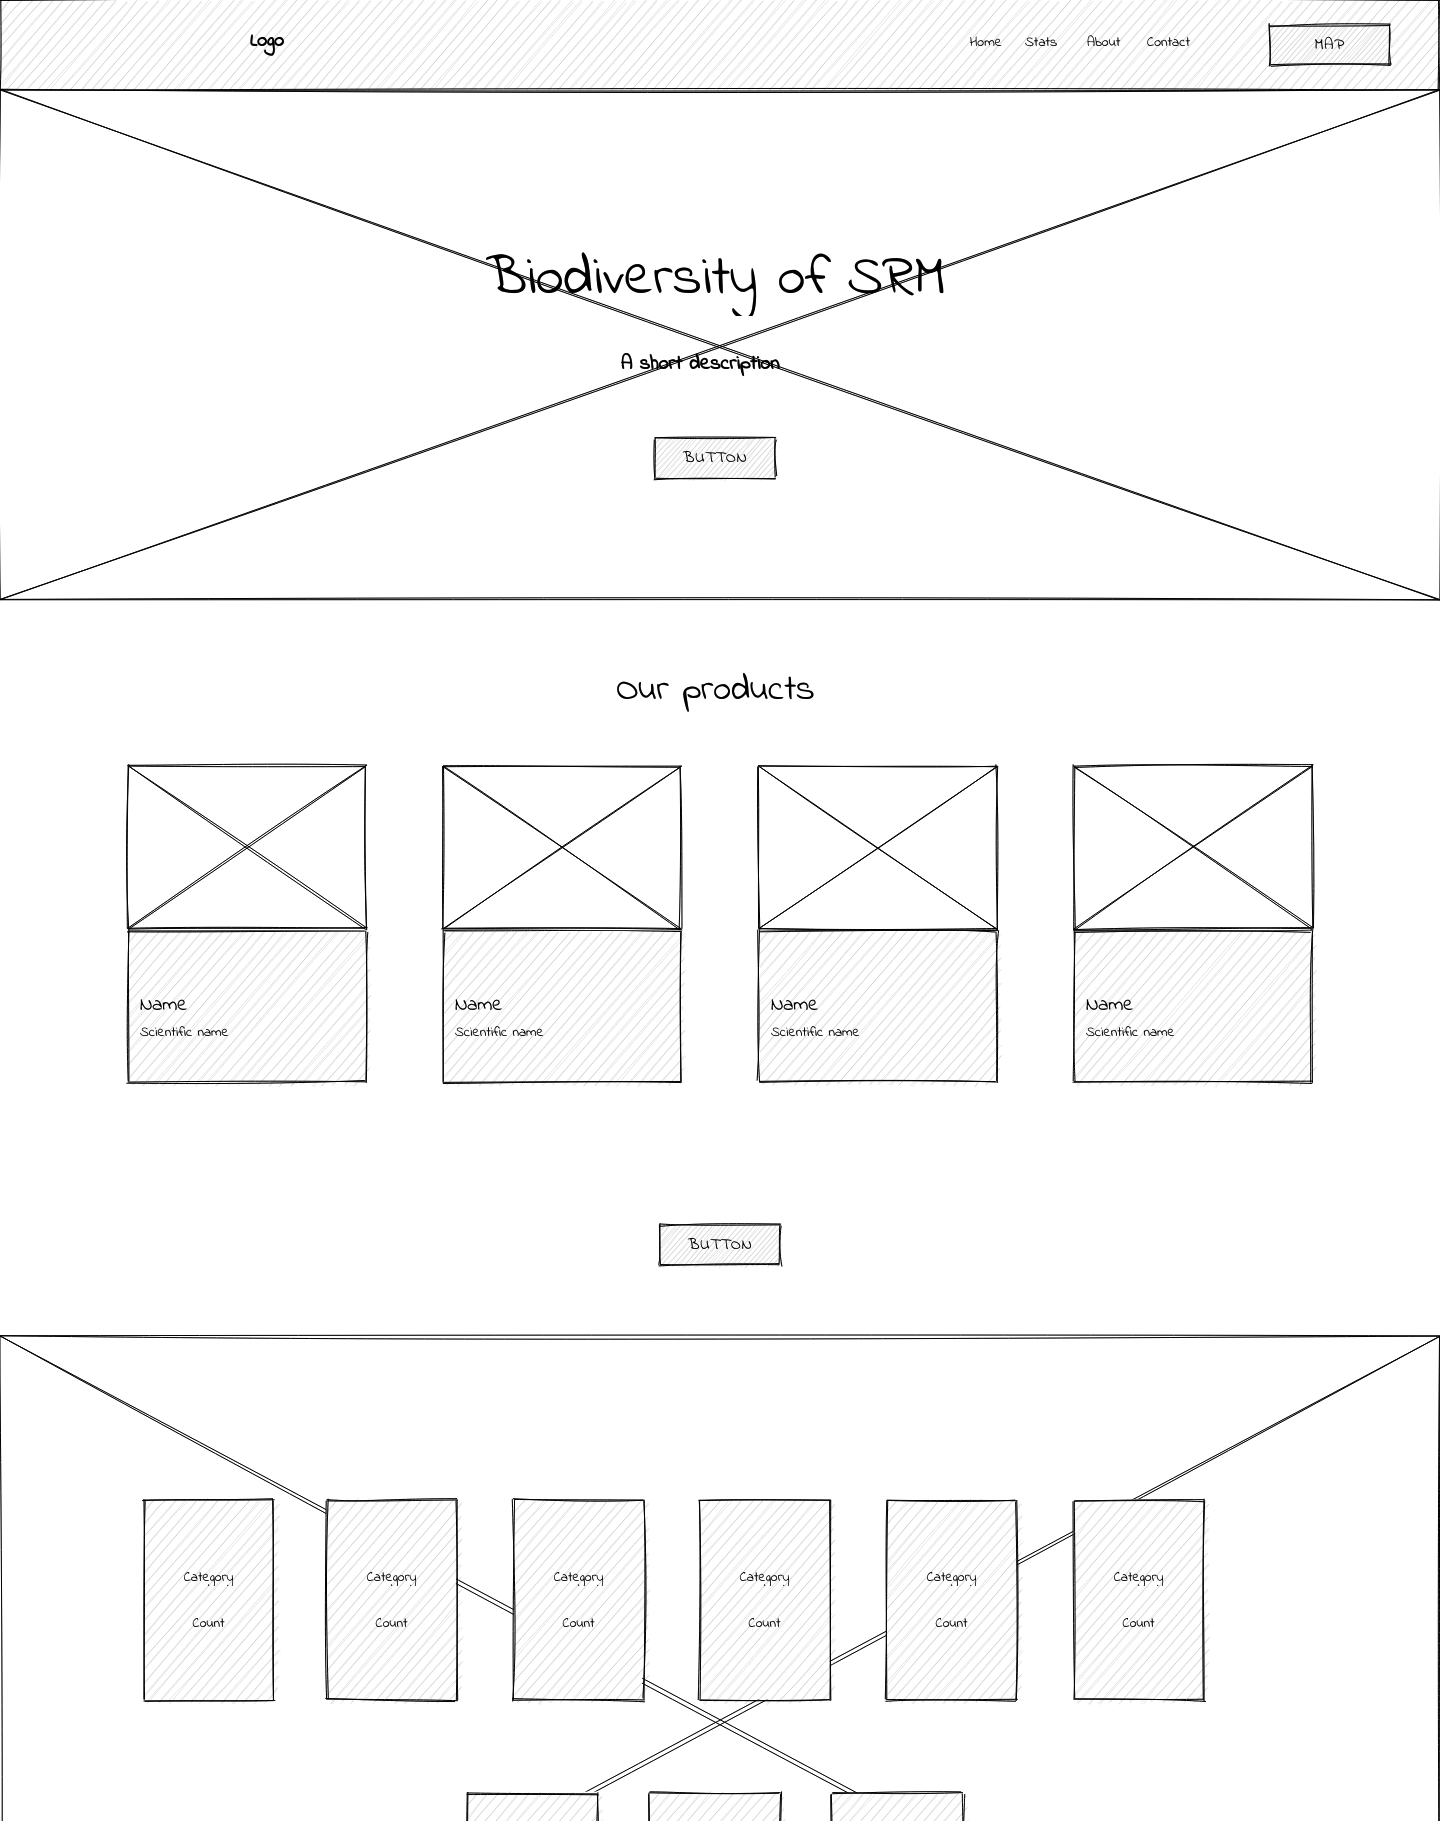 Logo
Home Stats About Contact MAP
Biodiversity of SRM
A short description
BUTTON
our products
Name Name Name Name
Scientific name Scientific name Scientific name Scientific name
BUTTON
Category Category Category Category Category Category
Count Count Count Count Count Count